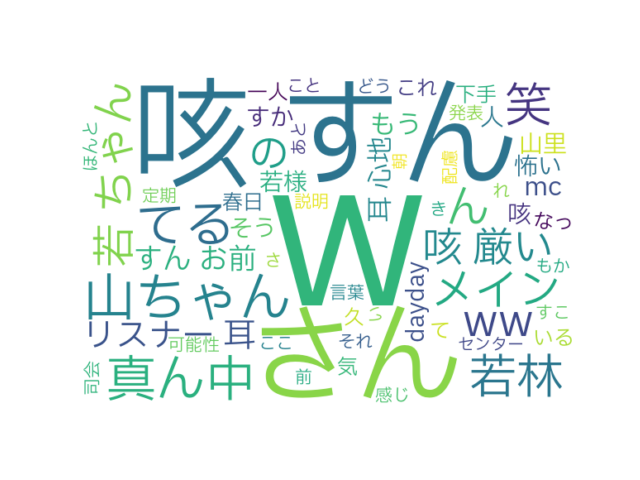 ほんと
若 ちゃん
咳 すん
一人
こと
どう
これ
下手
笑
すか
あと
もう
発表
人
の
耳 心地
朝
配慮
山里
怖い
定期
春日
若様
説明
れ
mc
てる
そう
W
き
ん
咳
なっ
すん
お前
さ
咳 厳い
もか
山ちゃん
言葉
dayday
メイン
すこ
リスナー
耳
さん
久々
て
ww
いる
可能性
ここ
それ
センター
司会
真ん中
前
気
感じ
若林